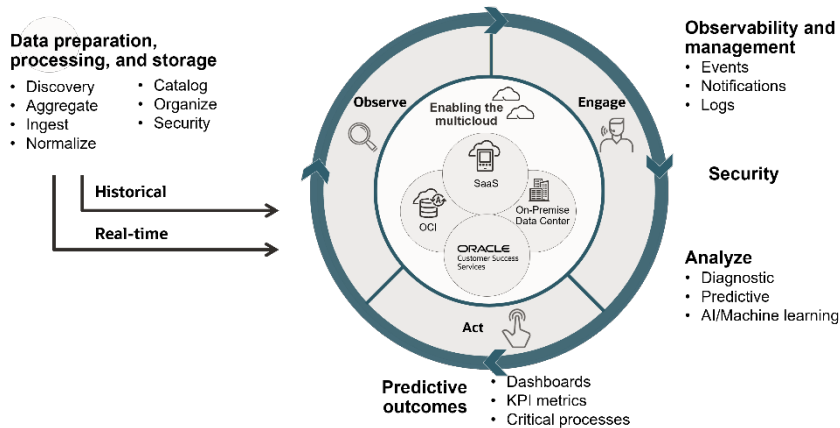 Data preparation,
processing, and storage
• Discovery
• Aggregate
• Ingest
• Normalize
• Catalog
• Organize
• Security
Historical
Real-time
Observe
Enabling the
multicloud
Engage
SaaS
OCI
A
On-Premise
Data Center
ORACLE
Customer Success
Services
Act
Observability and
management
• Events
• Notifications
• Logs
Security
Analyze
• Diagnostic
• Predictive
• AI/Machine learning
Predictive
outcomes
• Dashboards
• KPI metrics
• Critical processes